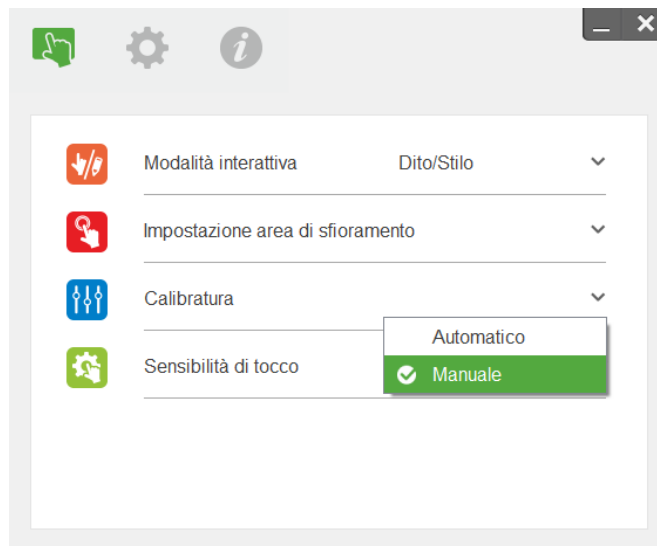 Modalità interattiva Dito/Stilo
Impostazione area di sfioramento
Calibratura
Automatico
Sensibilità di tocco
Manuale